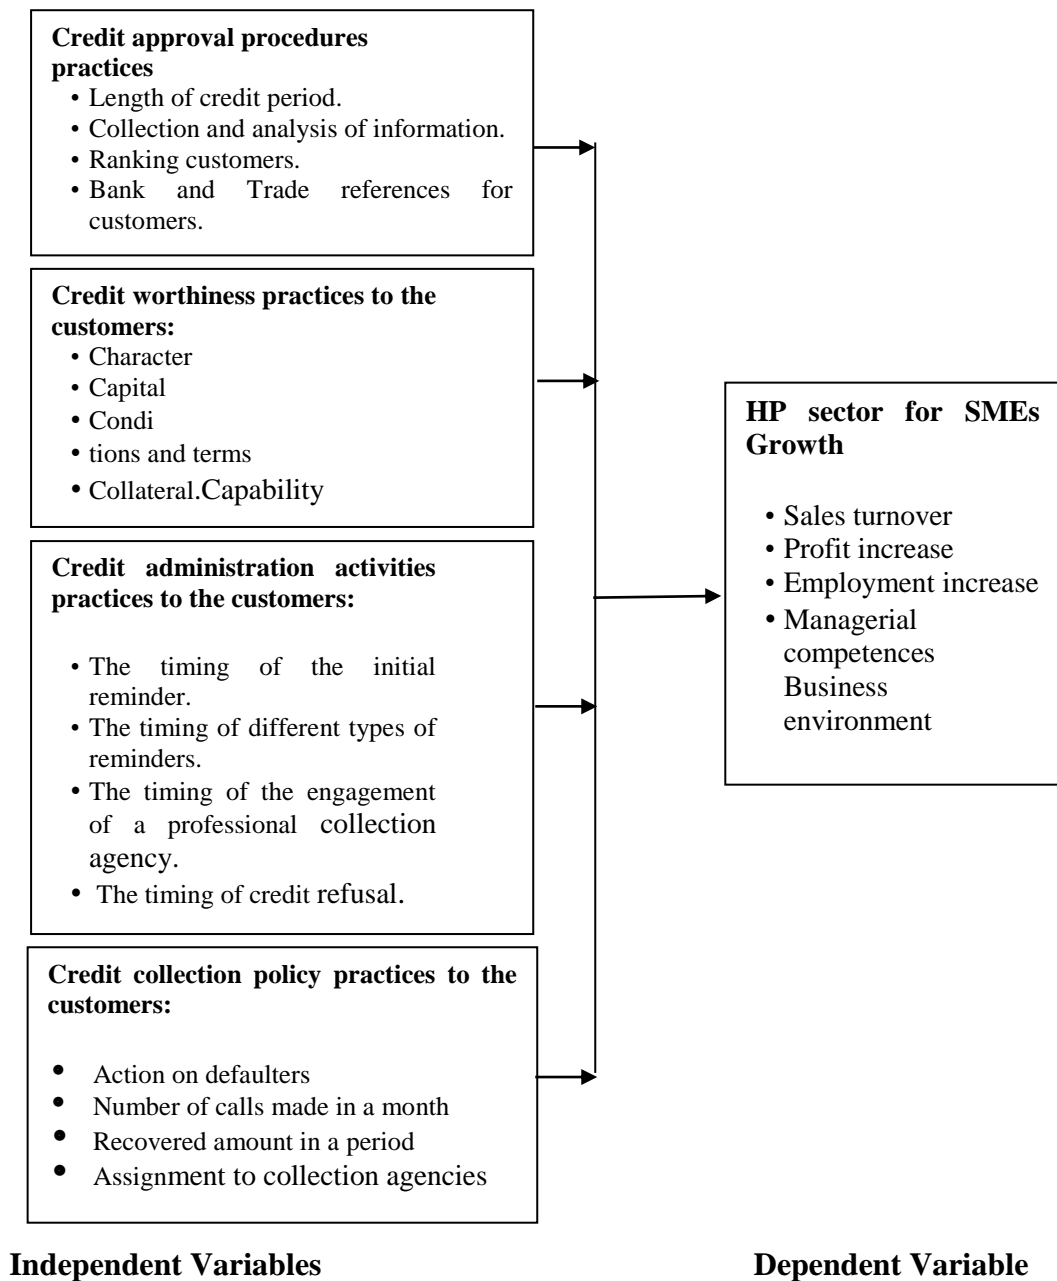 Credit approval procedures
practices
• Length of credit period.
• Collection and analysis of information.
• Ranking customers.
• Bank and Trade references for
customers.
Credit worthiness practices to the
customers:
• Character
• Capital
• Condi
• tions and terms
• Collateral.Capability
Credit administration activities
practices to the customers:
• The timing of the initial
reminder.
• The timing of different types of
reminders.
• The timing of the engagement
of a professional collection
agency.
• The timing of credit refusal.
Credit collection policy practices to the
customers:
• Action on defaulters
• Number of calls made in a month
• Recovered amount in a period
• Assignment to collection agencies
HP sector for SMEs
Growth
• Sales turnover
• Profit increase
• Employment increase
• Managerial
competences
Business
environment
Independent Variables
Dependent Variable